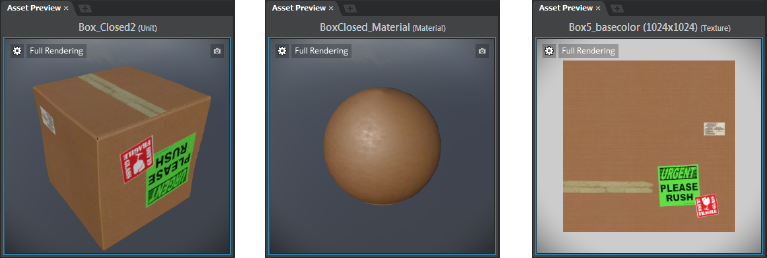 Asset Preview ×
Box_Closed2 (Unit)
Full Rendering
FRAGILE
PLEASE
RUSH
URGENT
Asset Preview ×
BoxClosed_Material (Material)
Full Rendering
Asset Preview ×
Box5_basecolor (1024x1024) (Texture)
Full Rendering
URGENT
PLEASE
RUSH
FRAGILE